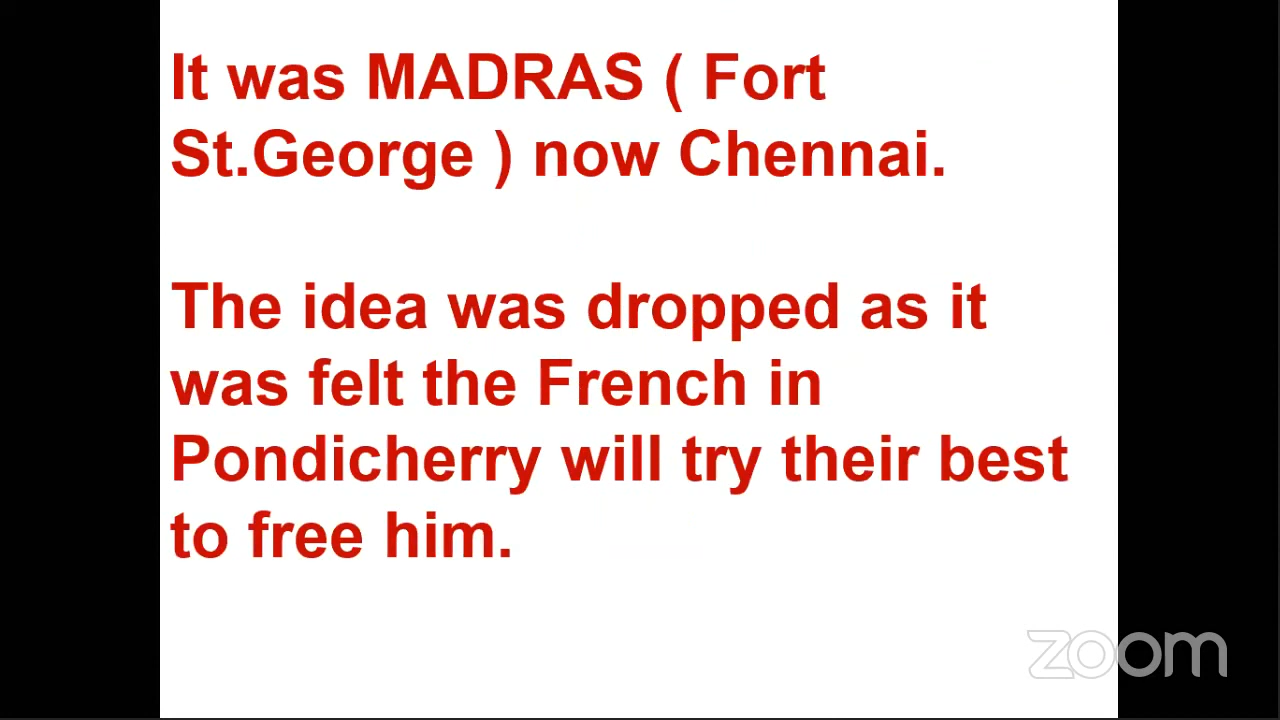 It was MADRAS ( Fort
St.George ) now Chennai.
The idea was dropped as it
was felt the French in
Pondicherry will try their best
to free him.
zoom